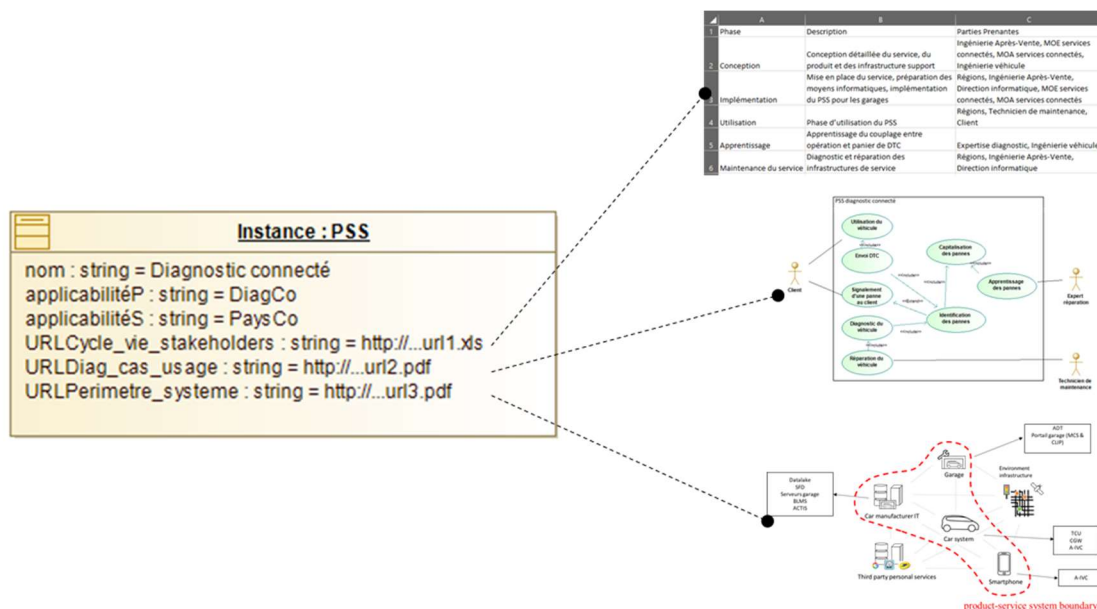 Instance : PSS
nom : string = Diagnostic connecté
applicabilitéP : string = DiagCo
applicabilitéS : string = PaysCo
URLCycle_vie_stakeholders : string = http://...url1.xls
URLDiag_cas_usage : string = http://...url2.pdf
URLPerimetre_systeme : string = http://...url3.pdf
A B C
1 Phase Description Parties Prenantes
2 Conception Conception détaillée du service, du
produit et des infrastructure support
Ingénierie Après-Vente, MOE services
connectés, MOA services connectés,
Ingénierie véhicule
3 Implémentation Mise en place du service, préparation des
moyens informatiques, implémentation
du PSS pour les garages
Régions, Ingénierie Après-Vente,
Direction informatique, MOE services
connectés, MOA services connectés
4 Utilisation Phase d'utilisation du PSS
Régions, Technicien de maintenance,
Client
5 Apprentissage Apprentissage du couplage entre
opération et panier de DTC
Expertise diagnostic, Ingénierie véhicule
6 Maintenance du service Diagnostic et réparation des
infrastructures de service
Régions, Ingénierie Après-Vente,
Direction informatique
PSS diagnostic connecté
Utilisation du
véhicule
«Include»
Envoi DTC
Capitalisation
des pannes
«Include»
«Include»
«Include»
Apprentissage
des pannes
Client
Signalement
d'une panne
au client
«Extend»
Expert
réparation
Identification
des pannes
Diagnostic du
véhicule
«Include»
«Include»
Réparation du
véhicule
Technicien de
maintenance
ADT
Portail garage (MCS &
CLIP)
Garage
Environment
infrastructure
Datalake
SFD
Serveurs garage
BLMS
ACTIS
Car manufacturer IT
Car system
TCU
CGW
A-IVC
Third party personal services
Smartphone
A-IVC
product-service system boundary